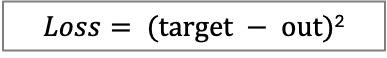 Loss = (target − out)²